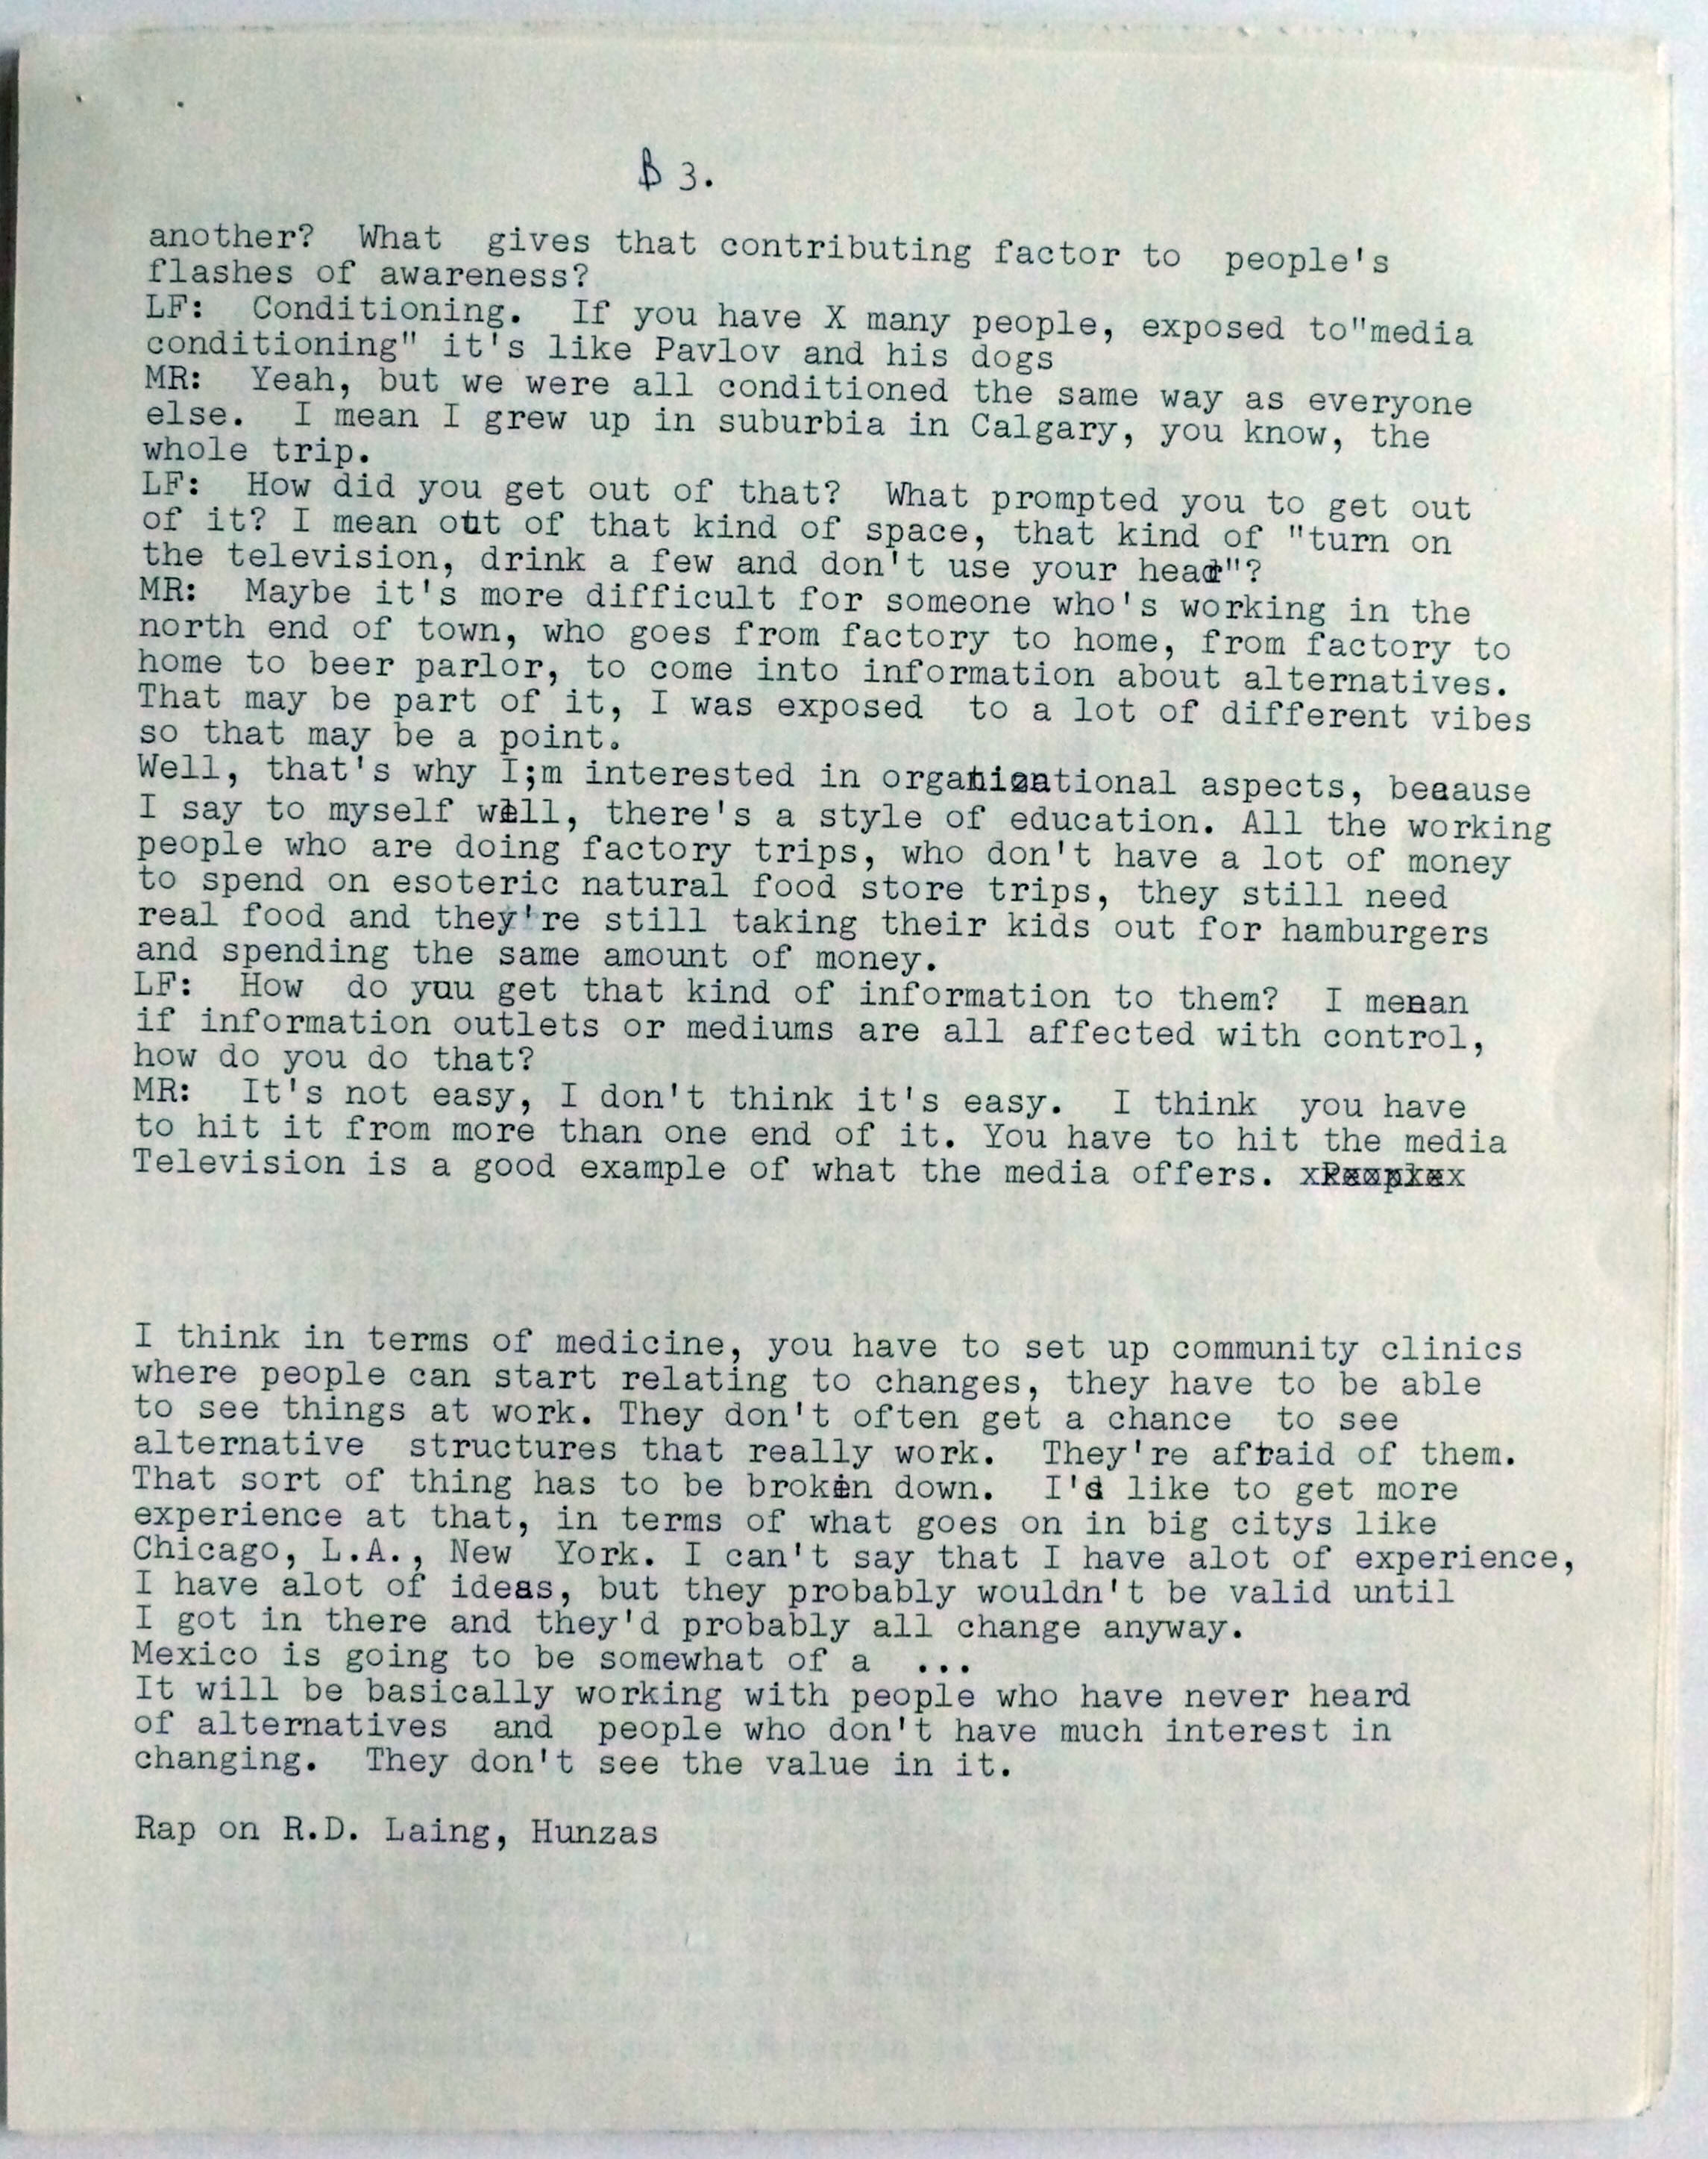 B 3.
another? What gives that contributing factor to people's
flashes of awareness?
LF: Conditioning. If you have X many people, exposed to"media
conditioning" it's like Pavlov and his dogs
MR: Yeah, but we were all conditioned the same way as everyone
else. I mean I grew up in suburbia in Calgary, you know, the
whole trip.
LF: How did you get out of that? What prompted you to get out
of it? I mean out of that kind of space, that kind of "turn on
the television, drink a few and don't use your head"?
MR: Maybe it's more difficult for someone who's working in the
north end of town, who goes from factory to home, from factory to
home to beer parlor, to come into information about alternatives.
That may be part of it, I was exposed to a lot of different vibes
so that may be a point.
Well, that's why I;m interested in organizational aspects, beaause
I say to myself well, there's a style of education. All the working
people who are doing factory trips, who don't have a lot of money
to spend on esoteric natural food store trips, they still need
real food and they're still taking their kids out for hamburgers
and spending the same amount of money.
LF: How do yuu get that kind of information to them? I menan
if information outlets or mediums are all affected with control,
how do you do that?
MR: It's not easy, I don't think it's easy. I think you have
to hit it from more than one end of it. You have to hit the media
Television is a good example of what the media offers. xPeoplex
I think in terms of medicine, you have to set up community clinics
where people can start relating to changes, they have to be able
to see things at work. They don't often get a chance to see
alternative structures that really work. They're afraid of them.
That sort of thing has to be broken down. I'd like to get more
experience at that, in terms of what goes on in big citys like
Chicago, L.A., New York. I can't say that I have alot of experience,
I have alot of ideas, but they probably wouldn't be valid until
I got in there and they'd probably all change anyway.
Mexico is going to be somewhat of a ...
It will be basically working with people who have never heard
of alternatives and people who don't have much interest in
changing. They don't see the value in it.
Rap on R.D. Laing, Hunzas